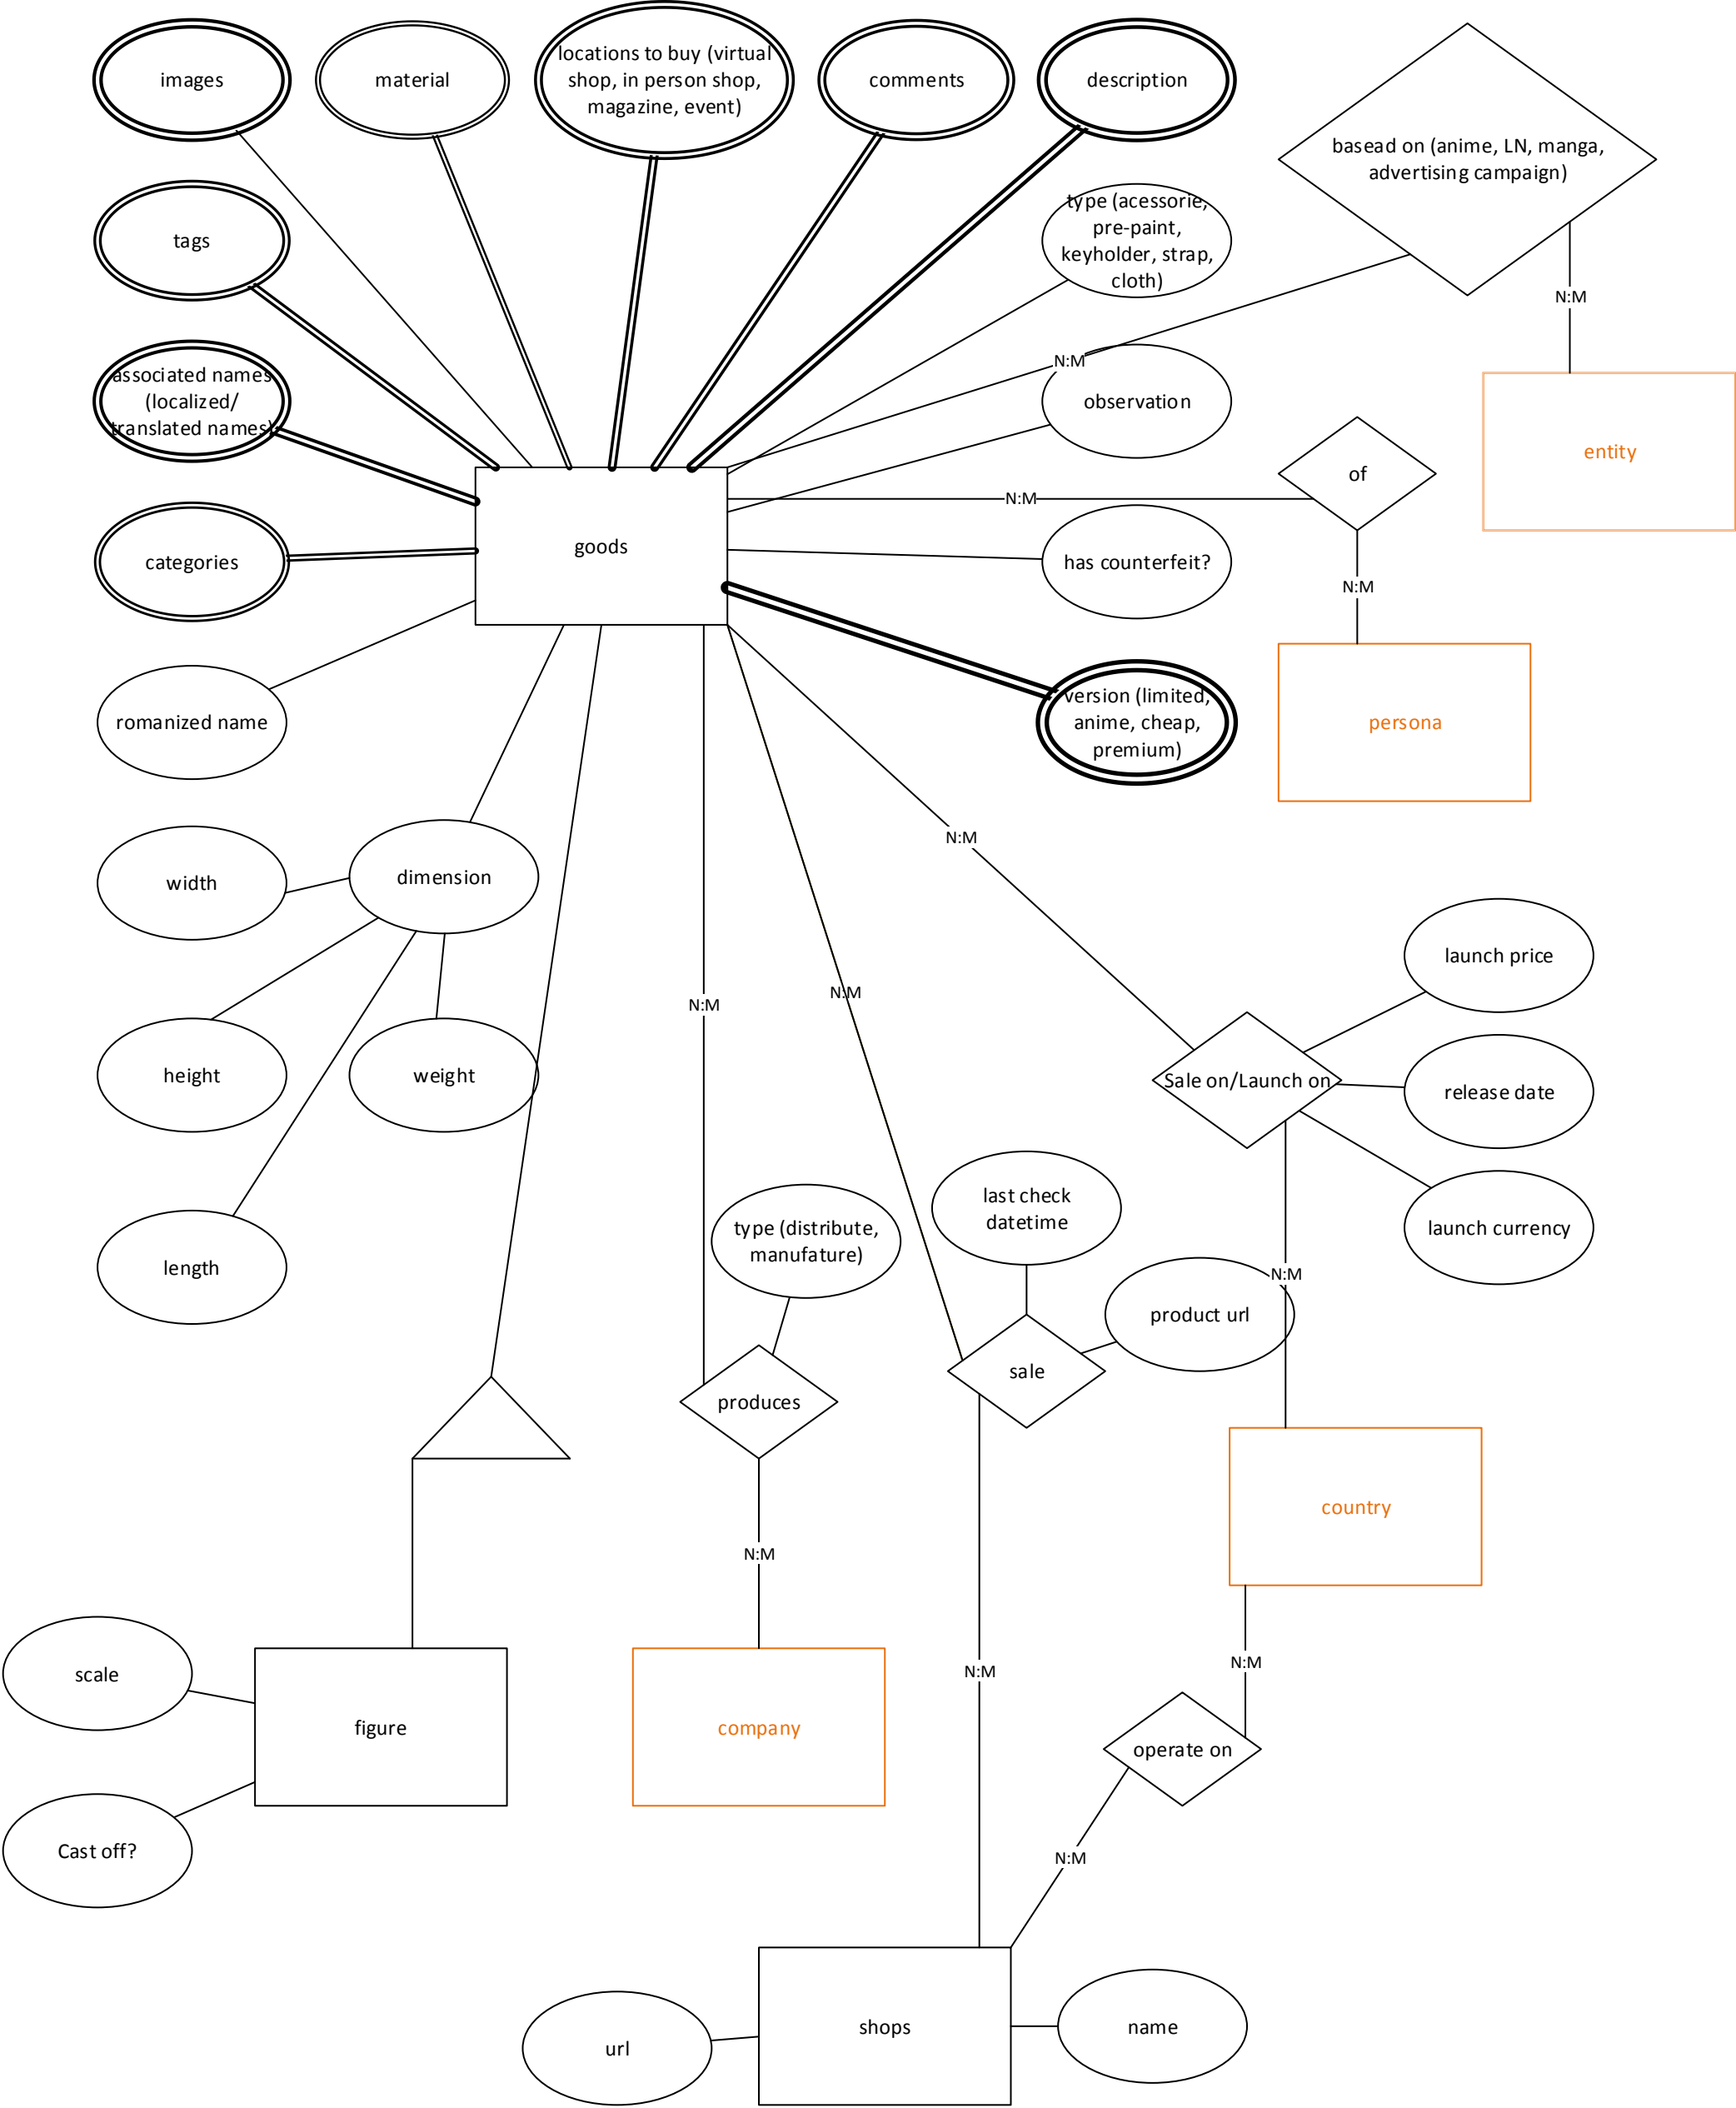 images
material
locations to buy (virtual
shop, in person shop,
magazine, event)
comments
description
basead on (anime, LN, manga,
advertising campaign)
tags
type (acessorie,
pre-paint,
keyholder, strap,
cloth)
N:M
associated names
(localized/
translated names)
N:M
observation
entity
of
N:M
goods
categories
has counterfeit?
N:M
romanized name
version (limited,
anime, cheap,
premium)
persona
N:M
width
dimension
launch price
N:M
N:M
height
weight
Sale on/Launch on
release date
last check
datetime
type (distribute,
manufature)
launch currency
length
N:M
product url
sale
produces
country
N:M
N:M
N:M
scale
figure
company
operate on
Cast off?
N:M
shops
name
url